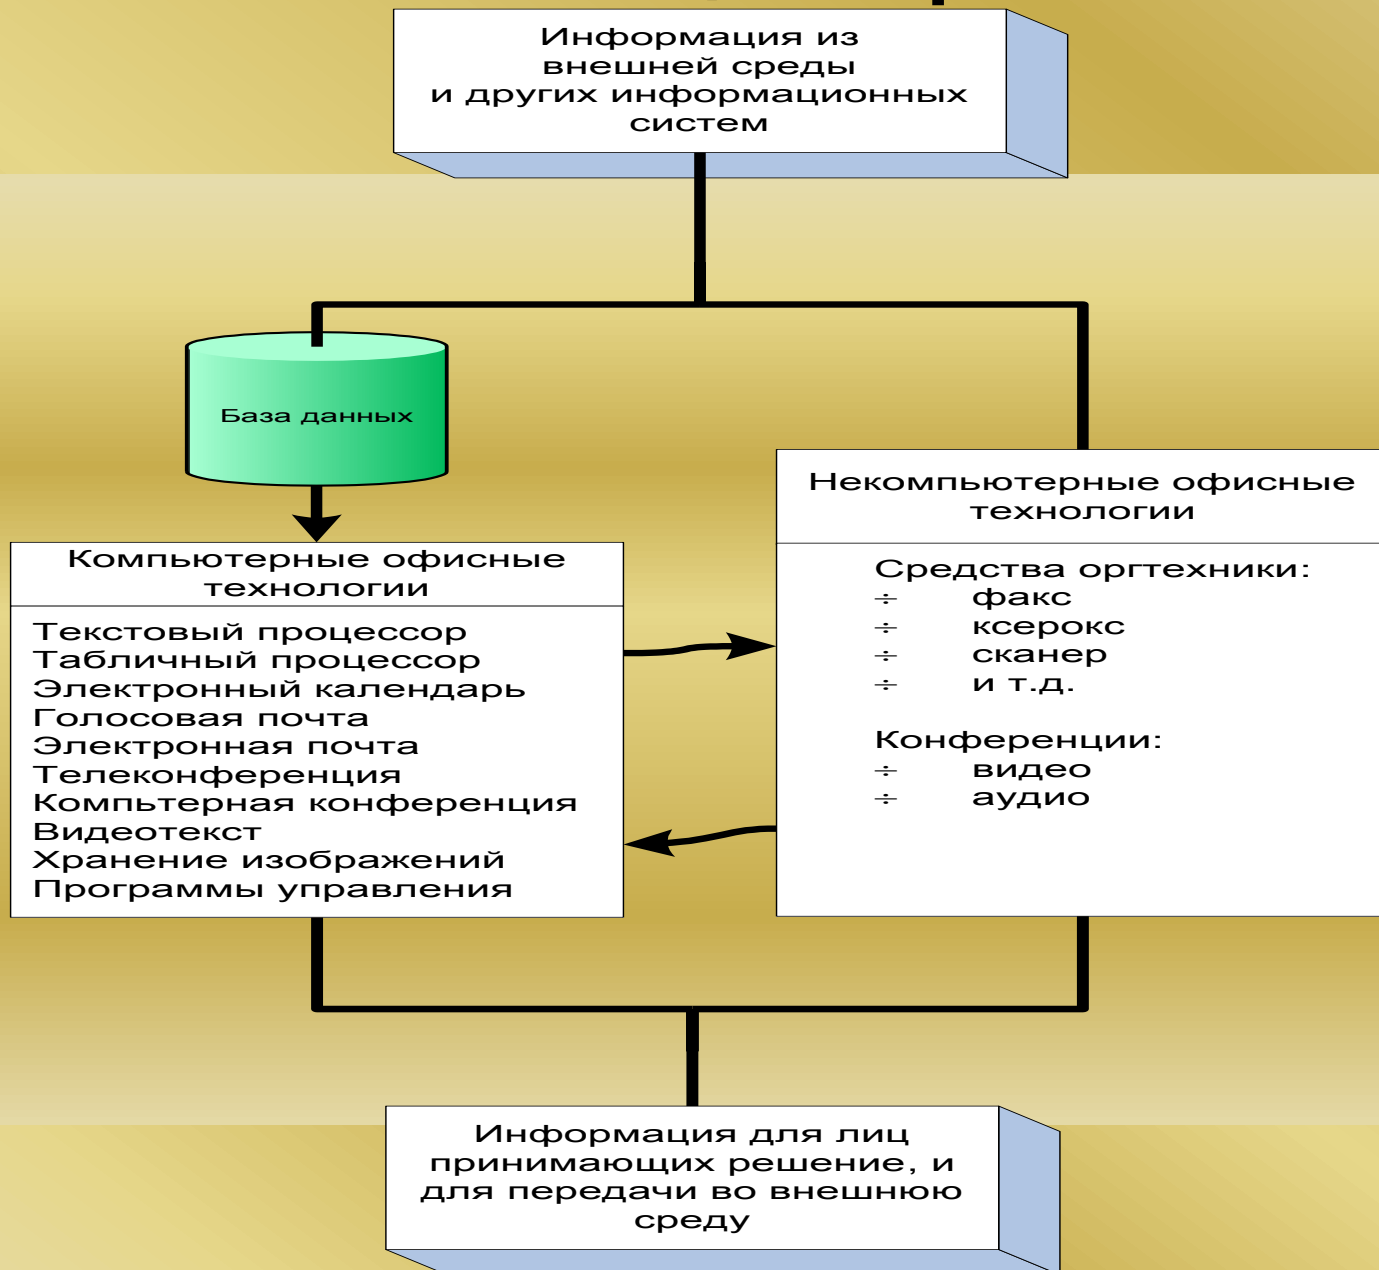 Информация из
внешней среды
и других информационных
систем
База данных
Компьютерные офисные
технологии
Текстовый процессор
Табличный процессор
Электронный календарь
Голосовая почта
Электронная почта
Телеконференция
Компьтерная конференция
Видеотекст
Хранение изображений
Программы управления
Некомпьютерные офисные
технологии
Средства оргтехники:
÷ факс
÷ ксерокс
÷ сканер
÷ и т.д.
Конференции:
÷ видео
÷ аудио
Информация для лиц
принимающих решение, и
для передачи во внешнюю
среду